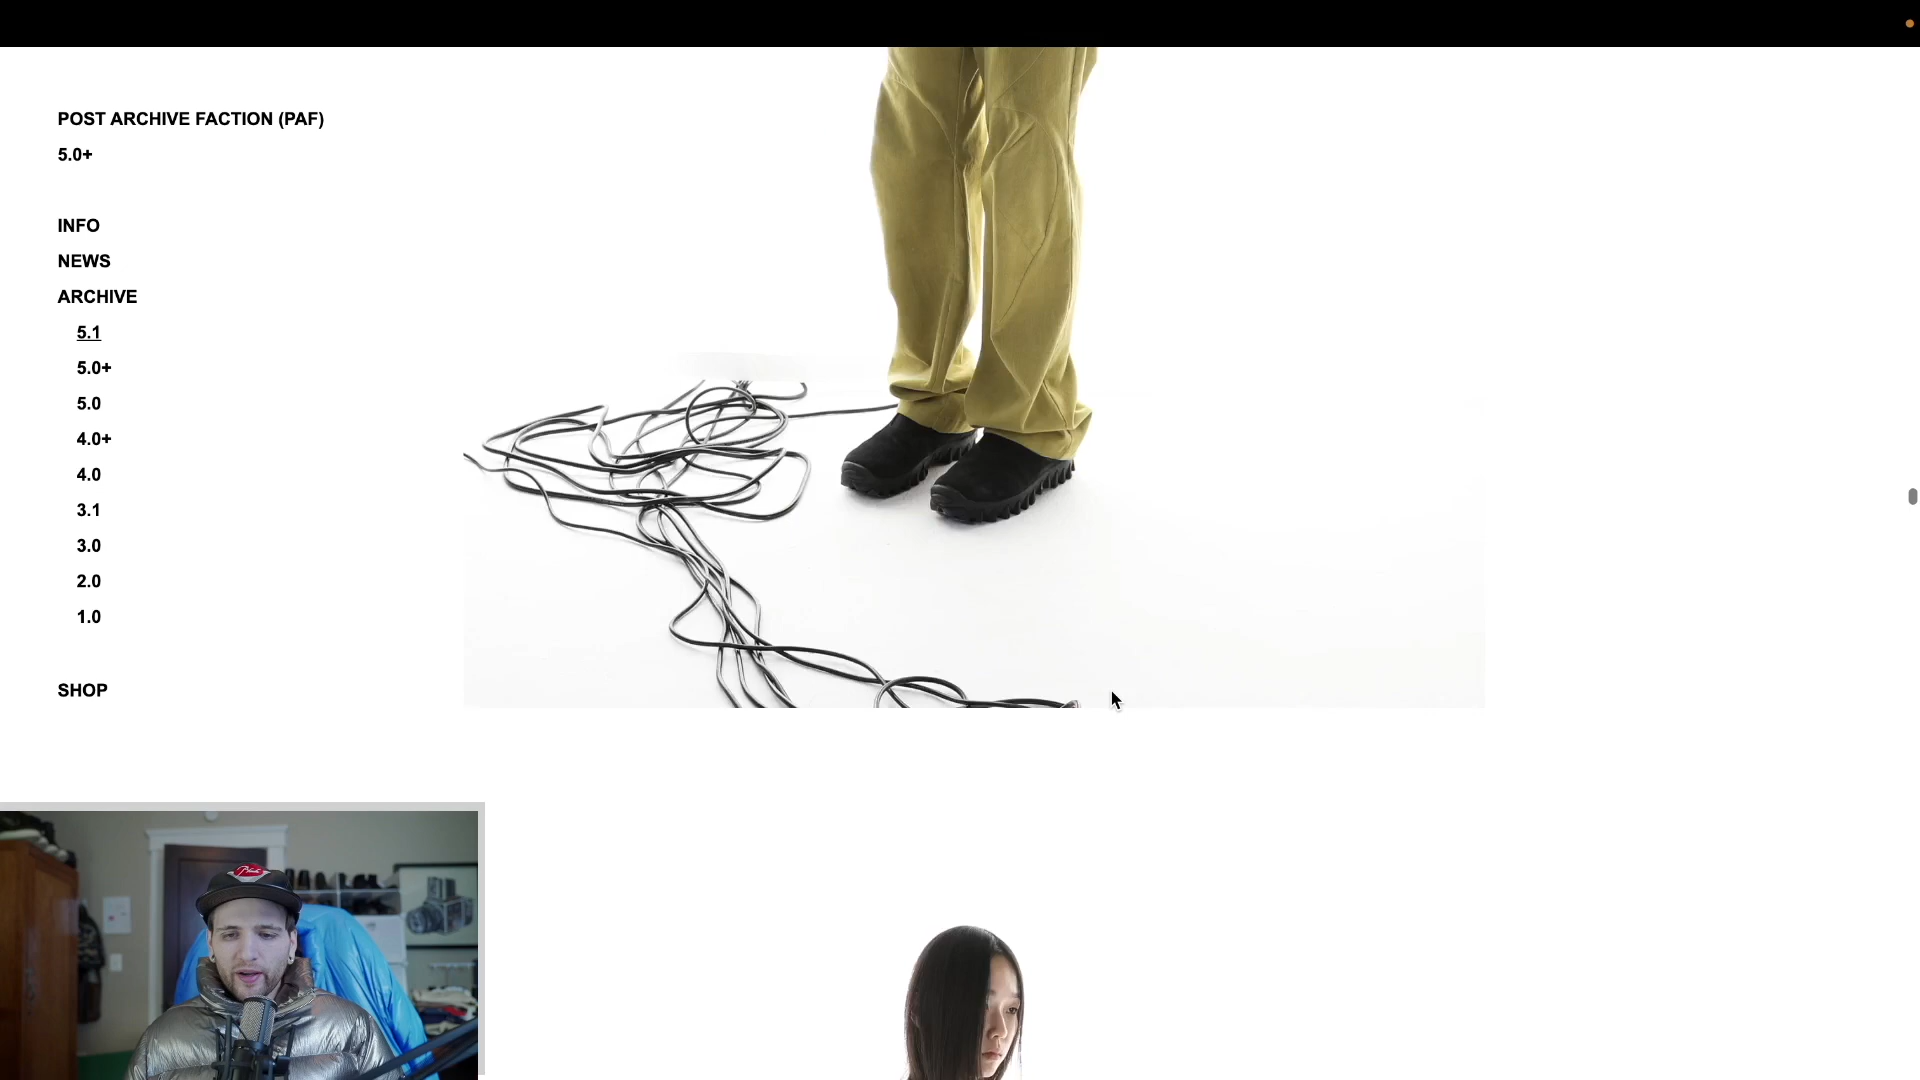 POST ARCHIVE FACTION (PAF)
5.0+
INFO
NEWS
ARCHIVE
5.1
5.0+
5.0
4.0+
4.0
3.1
3.0
2.0
1.0
SHOP